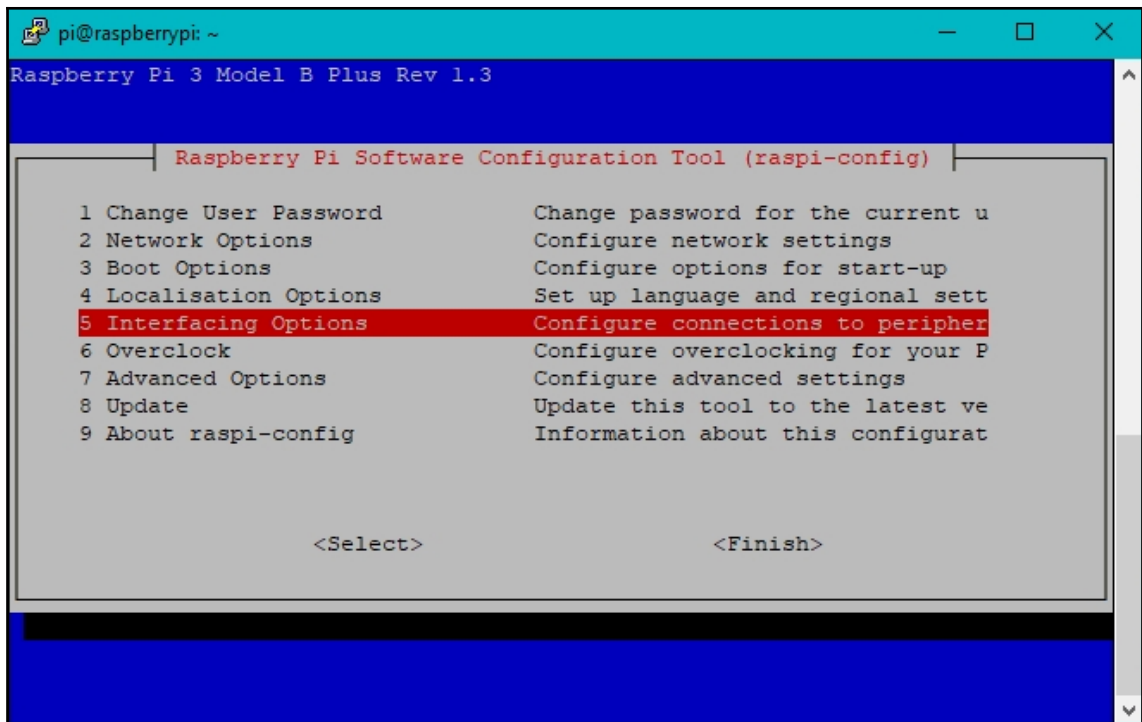 pi@raspberrypi: ~
Raspberry Pi 3 Model B Plus Rev 1.3
Raspberry Pi Software Configuration Tool (raspi-config)
1 Change User Password Change password for the current u
2 Network Options Configure network settings
3 Boot Options Configure options for start-up
4 Localisation Options Set up language and regional sett
5 Interfacing Options Configure connections to peripher
6 Overclock Configure overclocking for your P
7 Advanced Options Configure advanced settings
8 Update Update this tool to the latest ve
9 About raspi-config Information about this configurat
<Select> <Finish>